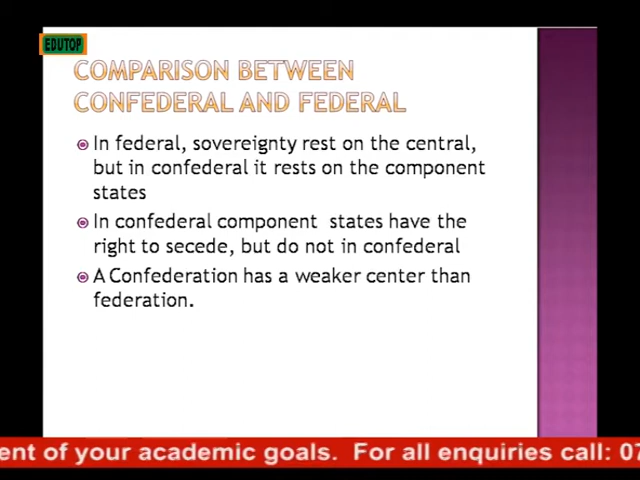 EDUTOP
COMPARISON BETWEEN
CONFEDERAL AND FEDERAL
In federal, sovereignty rest on the central,
but in confederal it rests on the component
states
In confederal component states have the
right to secede, but do not in confederal
A Confederation has a weaker center than
federation.
ent of your academic goals. For all enquiries call: 07